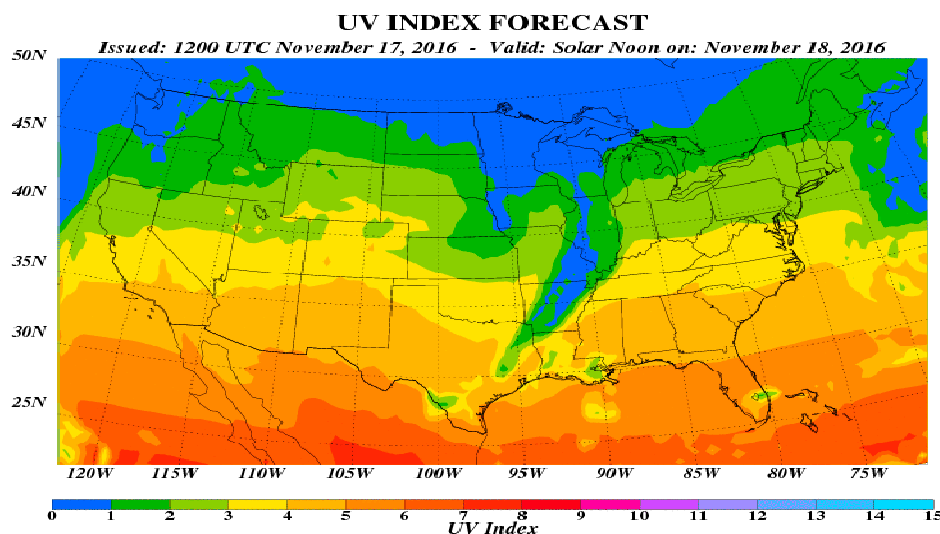 UV INDEX FORECAST
Issued: 1200 UTC November 17, 2016 - Valid: Solar Noon on: November 18, 2016
50N
45N
40N
35N
30N
25N
120W 115W 110W 105W 100W 95W 90W 85W 80W 75W
0 1 2 3 4 5 6 7 8 9 10 11 12 13 14 15
UV Index